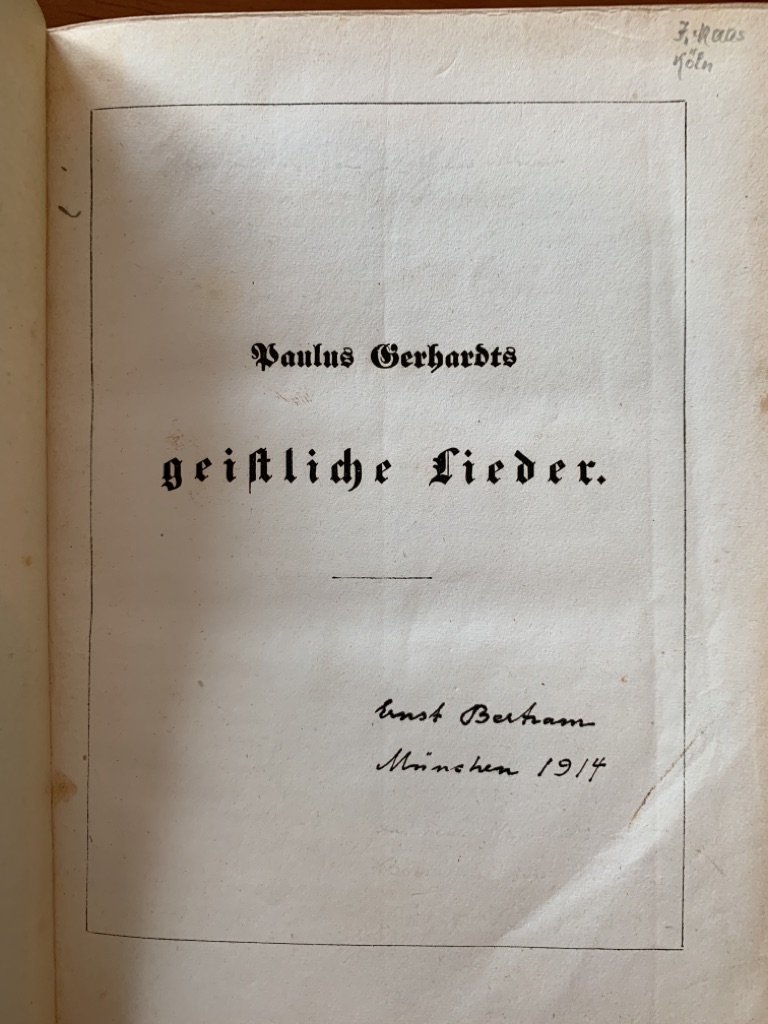 J. Maas
Köln
Paulus Gerhardts
geistliche Lieder.
Ernst Bertram
München 1914